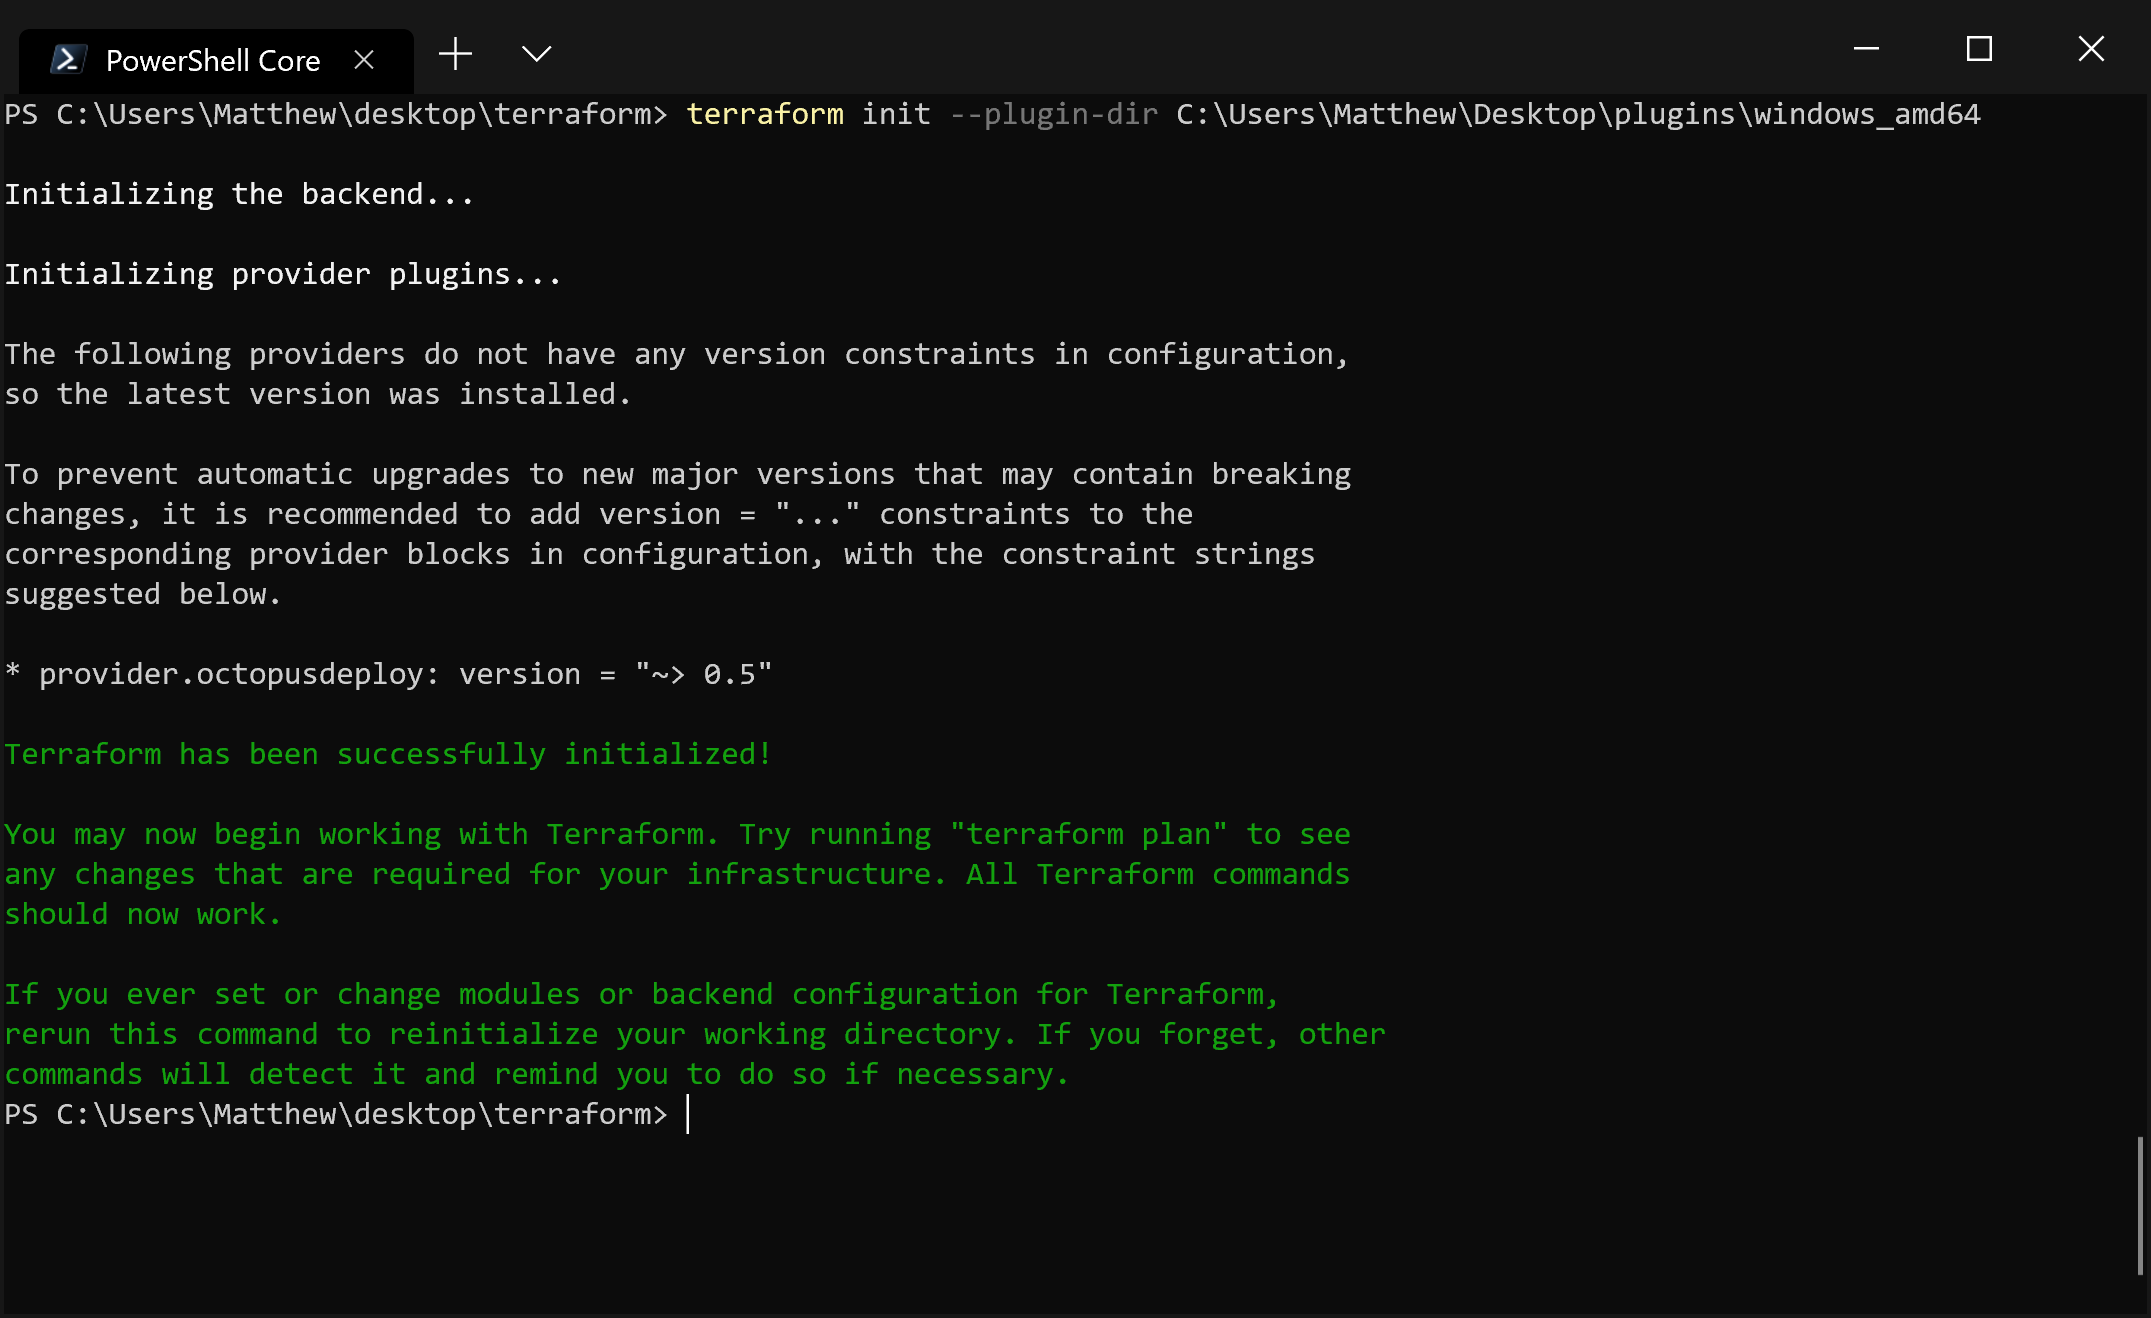 PowerShell Core
PS C:\Users\Matthew\desktop\terraform> terraform init --plugin-dir C:\Users\Matthew\Desktop\plugins\windows_amd64
Initializing the backend...
Initializing provider plugins...
The following providers do not have any version constraints in configuration,
so the latest version was installed.
To prevent automatic upgrades to new major versions that may contain breaking
changes, it is recommended to add version = "..." constraints to the
corresponding provider blocks in configuration, with the constraint strings
suggested below.
* provider.octopusdeploy: version = "~> 0.5"
Terraform has been successfully initialized!
You may now begin working with Terraform. Try running "terraform plan" to see
any changes that are required for your infrastructure. All Terraform commands
should now work.
If you ever set or change modules or backend configuration for Terraform,
rerun this command to reinitialize your working directory. If you forget, other
commands will detect it and remind you to do so if necessary.
PS C:\Users\Matthew\desktop\terraform>